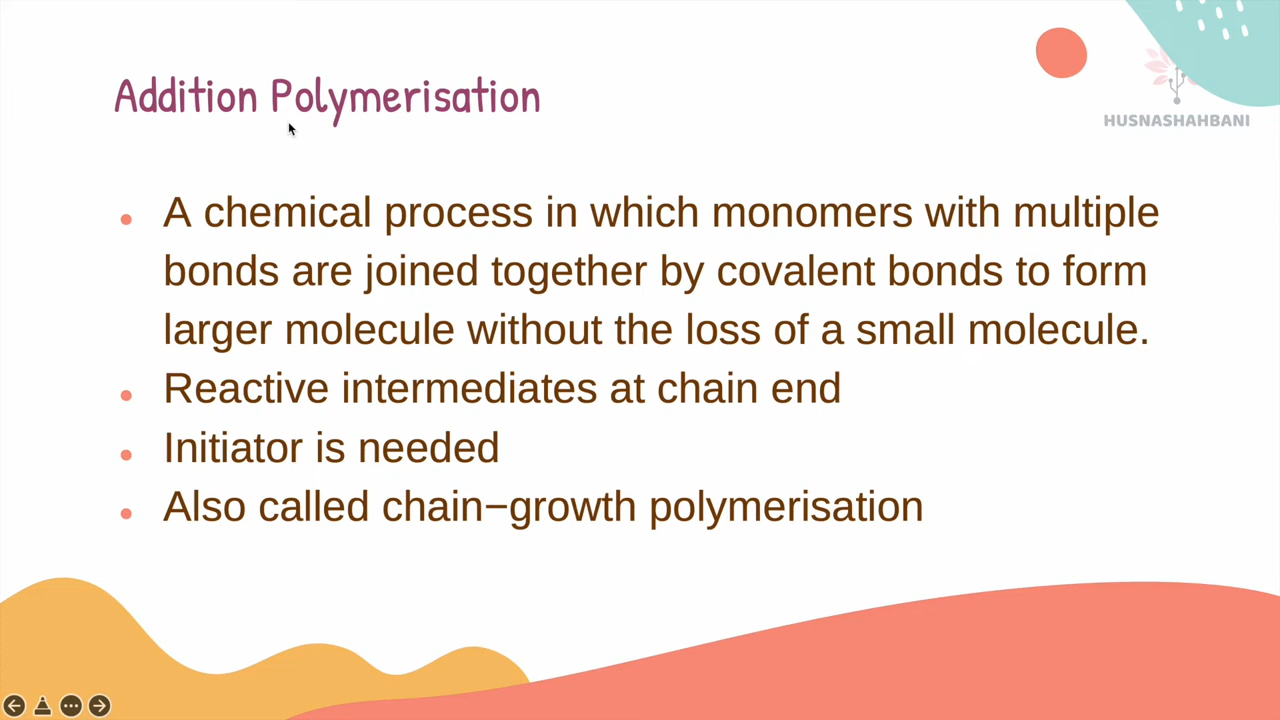 Addition Polymerisation
HUSNASHAHBANI
• A chemical process in which monomers with multiple
bonds are joined together by covalent bonds to form
larger molecule without the loss of a small molecule.
• Reactive intermediates at chain end
• Initiator is needed
• Also called chain−growth polymerisation